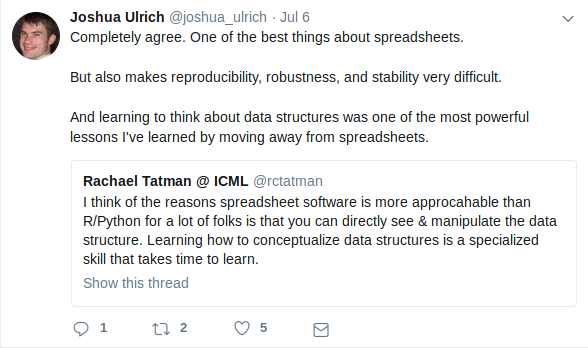 Joshua Ulrich @joshua_ulrich · Jul 6
Completely agree. One of the best things about spreadsheets.
But also makes reproducibility, robustness, and stability very difficult.
And learning to think about data structures was one of the most powerful
lessons I've learned by moving away from spreadsheets.
Rachael Tatman @ ICML @rctatman
I think of the reasons spreadsheet software is more approcahable than
R/Python for a lot of folks is that you can directly see & manipulate the data
structure. Learning how to conceptualize data structures is a specialized
skill that takes time to learn.
Show this thread
1 2 5